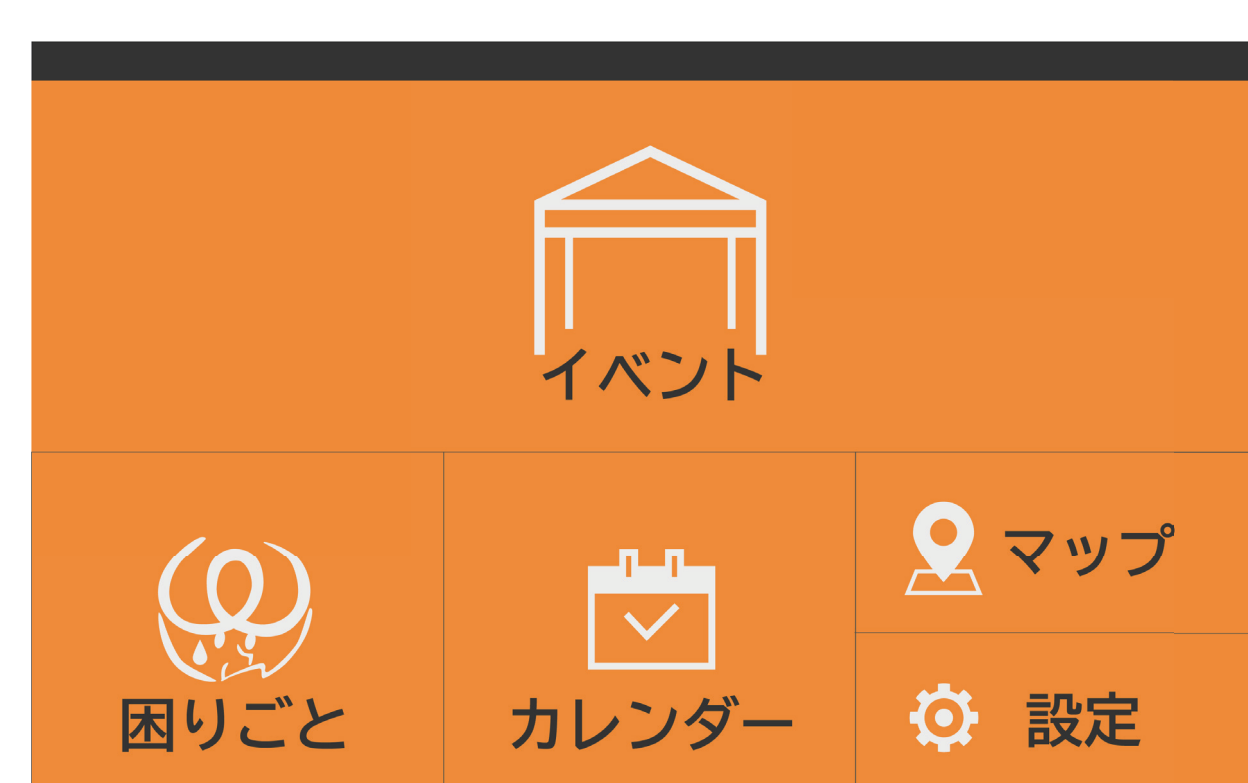 イベント
困りごと
カレンダー
マップ
設定